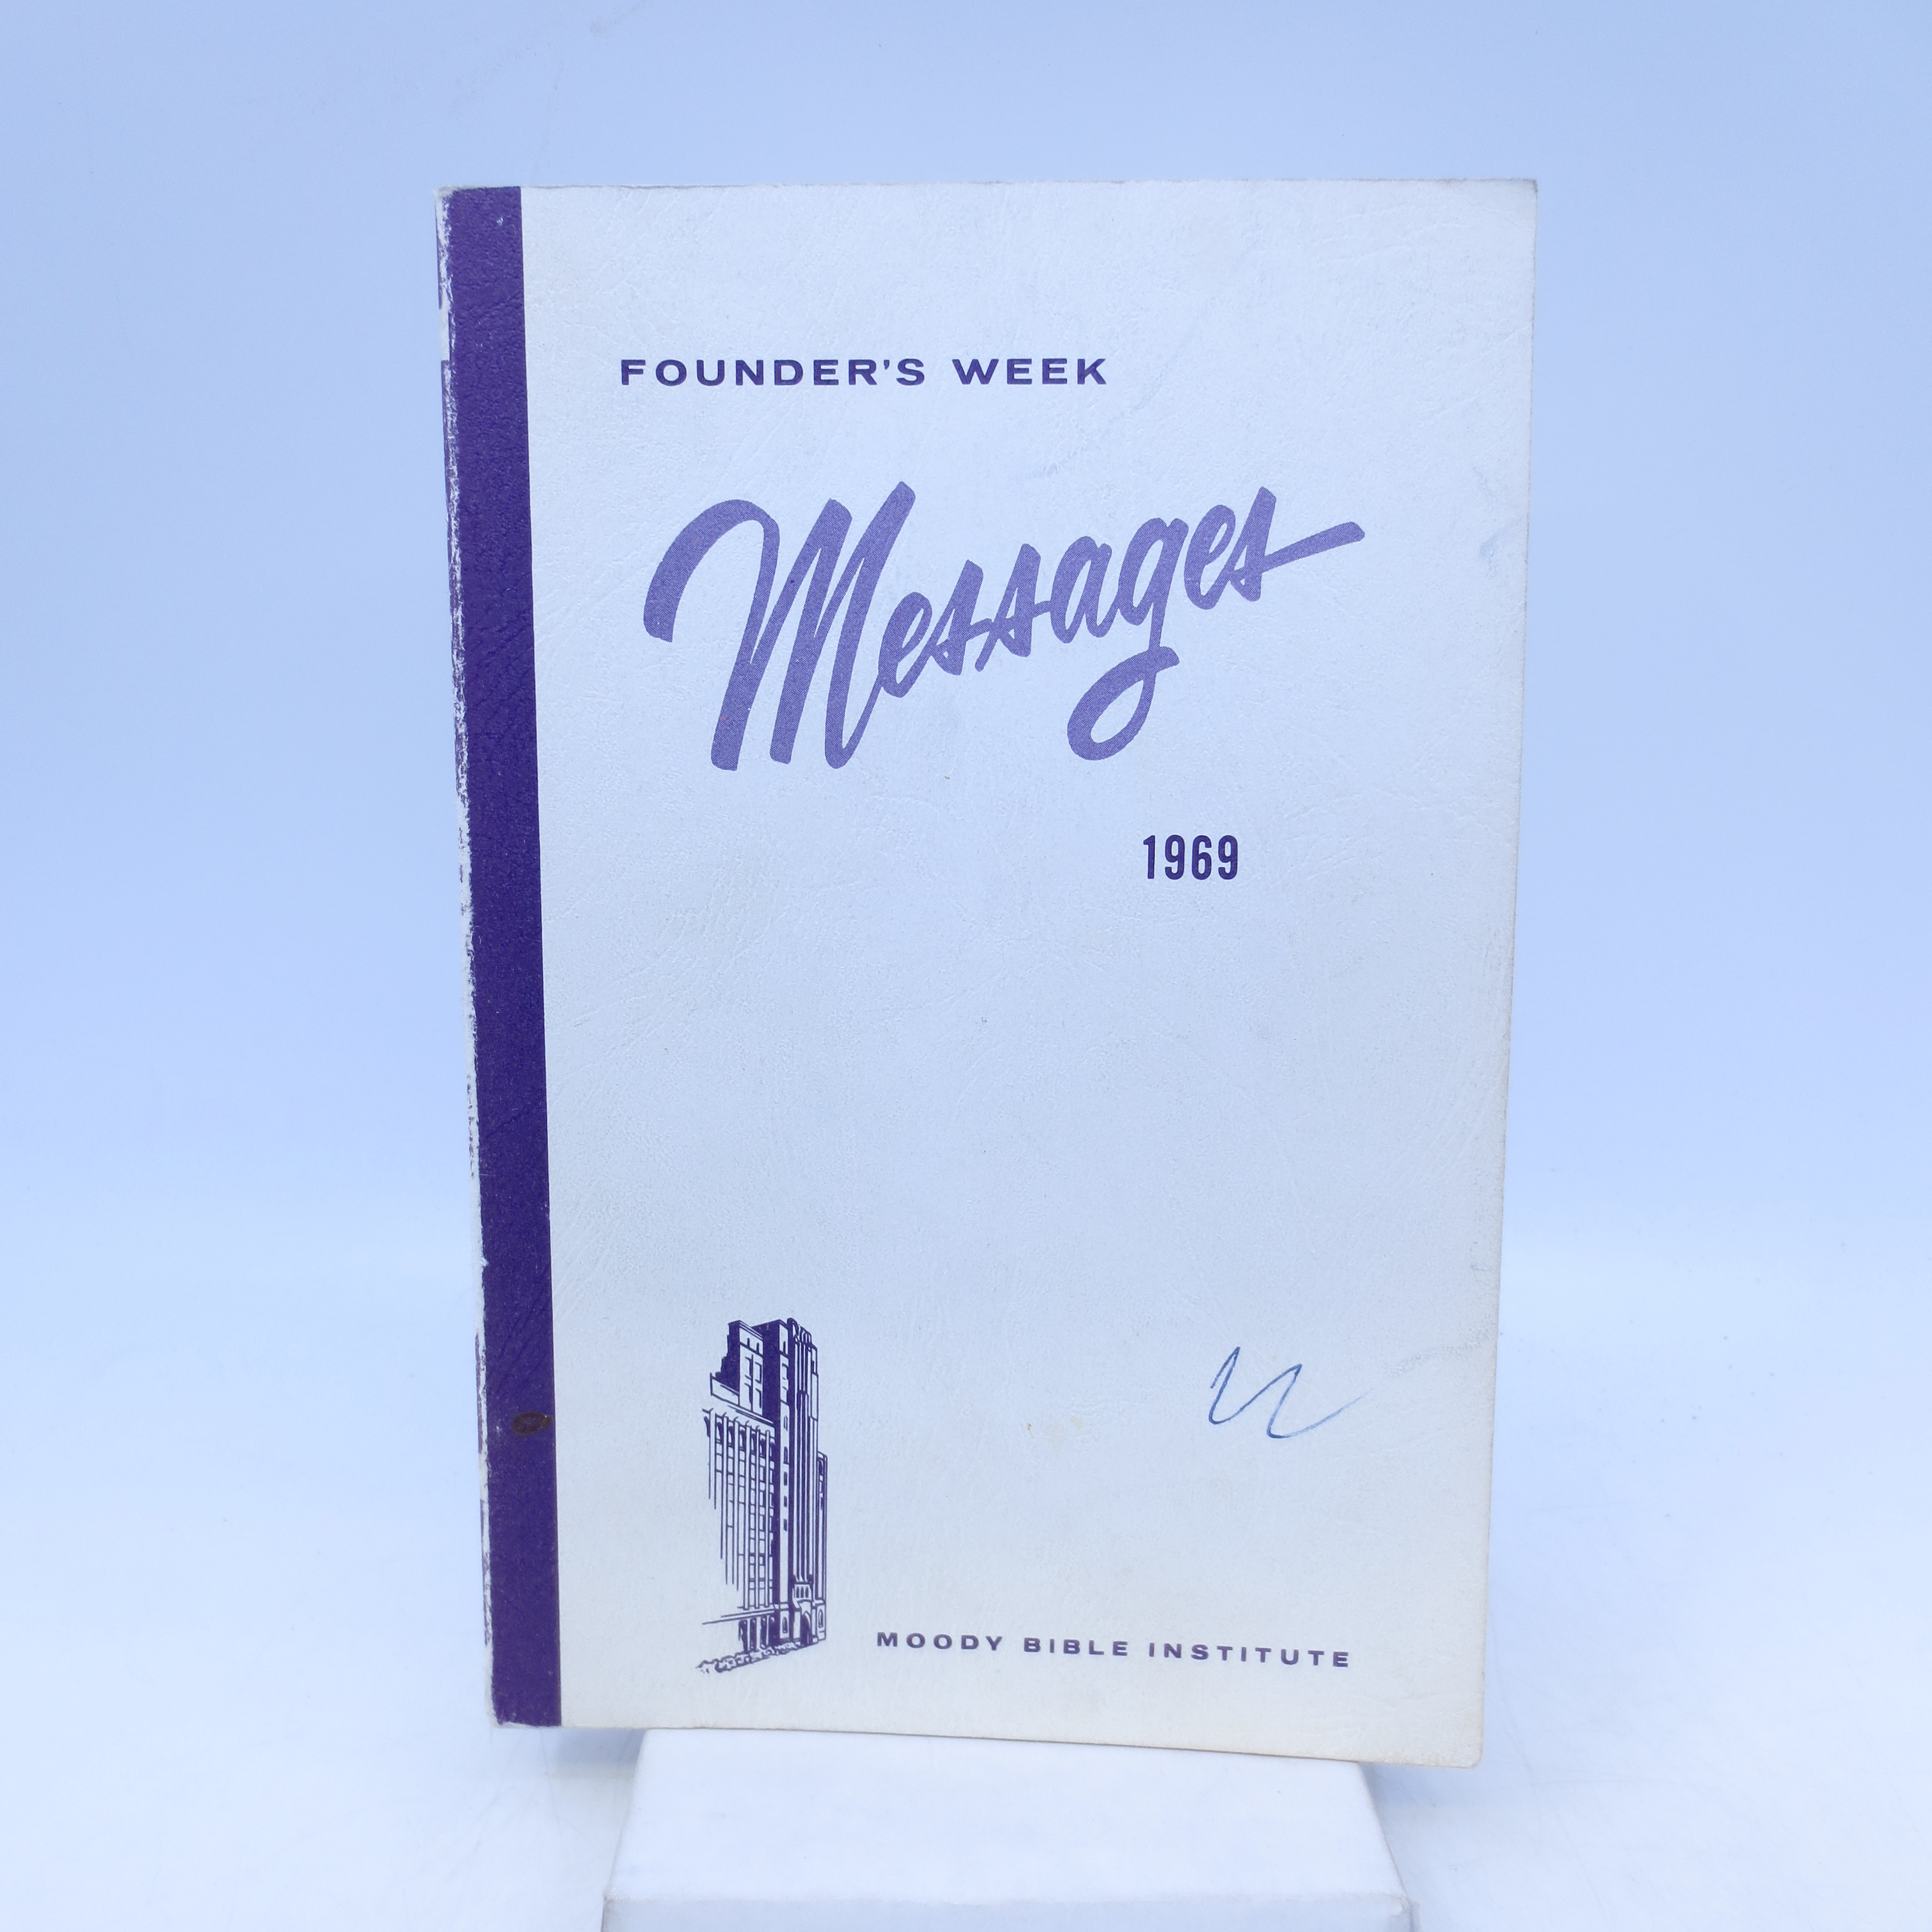 FOUNDER'S WEEK
Messages
1969
MOODY BIBLE INSTITUTE